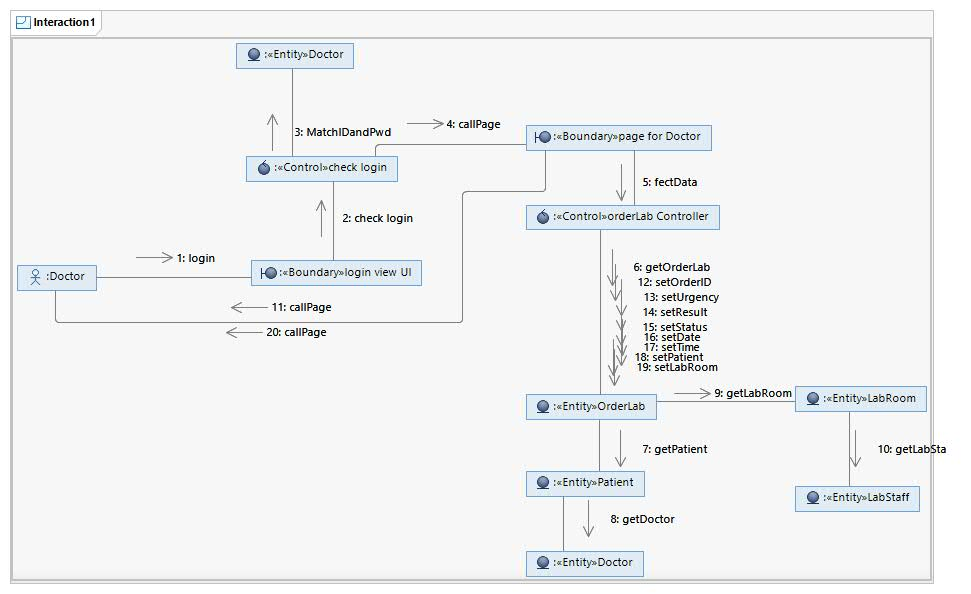 Interaction1
:«Entity»Doctor
3: MatchIDandPwd
4: callPage
:«Boundary»page for Doctor
:«Control»check login
5: fectData
2: check login
:«Control»orderLab Controller
1: login
:Doctor
:«Boundary»login view UI
6: getOrderLab
12: setOrderID
13: setUrgency
11: callPage
14: setResult
20: callPage
15: setStatus
16: setDate
17: setTime
18: setPatient
19: setLabRoom
9: getLabRoom
:«Entity»LabRoom
:«Entity»OrderLab
7: getPatient
10: getLabSta
:«Entity»Patient
:«Entity»LabStaff
8: getDoctor
:«Entity»Doctor